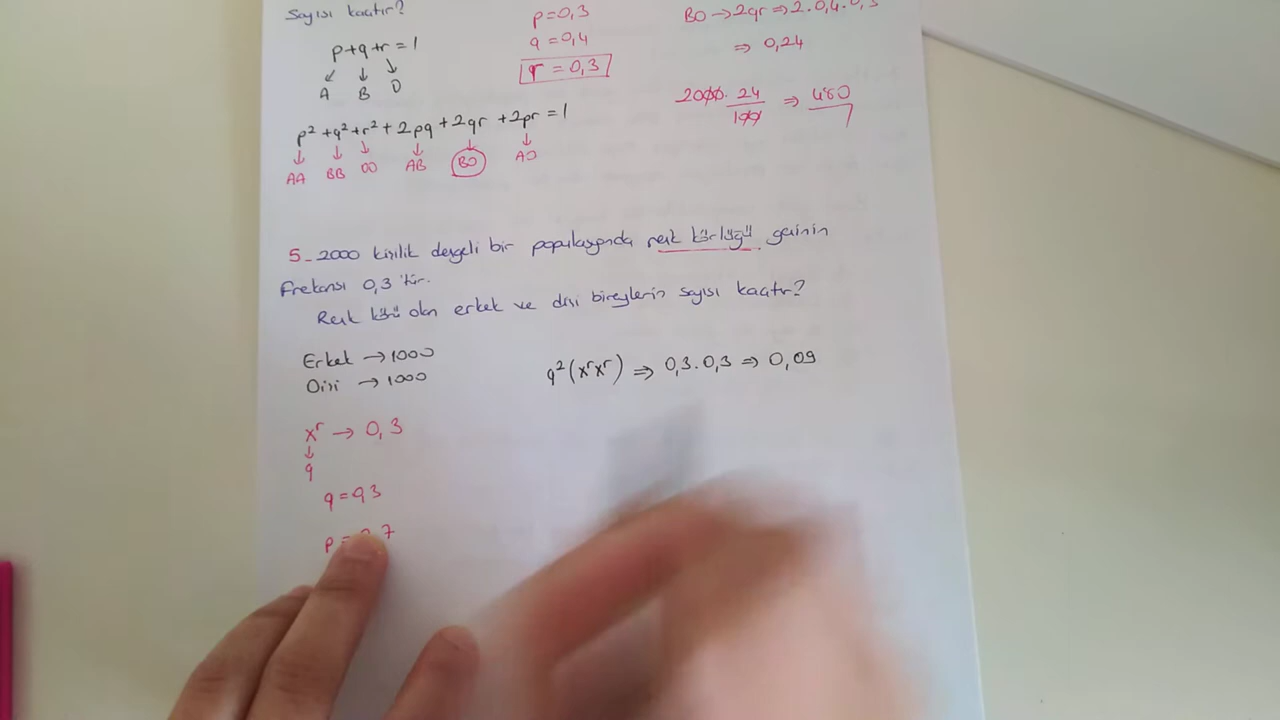 Sayısı kaçtır?
p+q+r=1
A B O
p² + q² + r² + 2pq + 2qr + 2pr = 1
AA BB OO AB BO AO
p=0,3
q=0,4
r=0,3
BO → 2qr ⇒ 2.0,4.0,3
⇒ 0,24
2000. 24/100 ⇒ 480
5_ 2000 kişilik dengeli bir populasyonda renk körlüğü geninin
frekansı 0,3'tür.
Renk körü olan erkek ve dişi bireylerin sayısı kaçtır?
Erkek → 1000
Dişi → 1000
xʳ → 0,3
q
q=0,3
p=0,7
q²(xʳxʳ) ⇒ 0,3.0,3 ⇒ 0,09